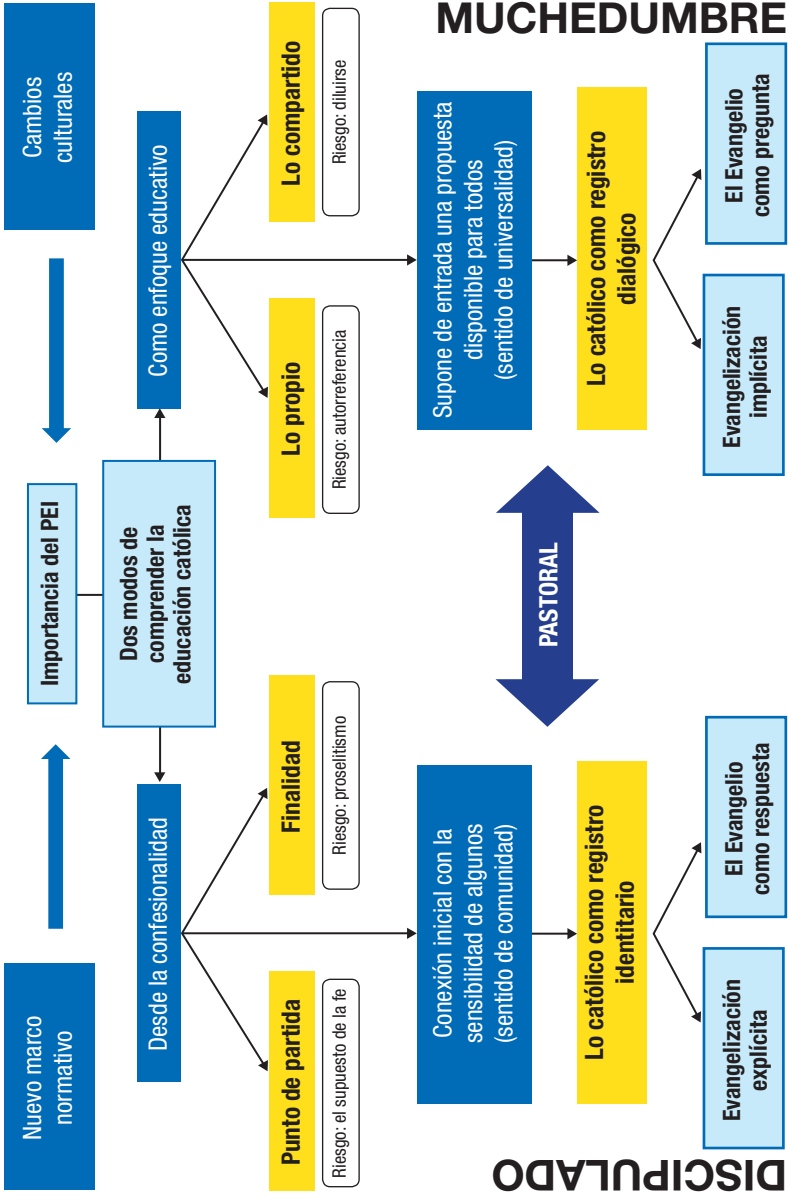 Nuevo marco
normativo
Importancia del PEI
Cambios
culturales
Dos modos de
comprender la
educación católica
Desde la confesionalidad
Como enfoque educativo
Punto de partida
Riesgo: el supuesto de la fe
Finalidad
Riesgo: proselitismo
Lo propio
Riesgo: autorreferencia
Lo compartido
Riesgo: diluirse
Conexión inicial con la
sensibilidad de algunos
(sentido de comunidad)
PASTORAL
Supone de entrada una propuesta
disponible para todos
(sentido de universalidad)
Lo católico como registro
identitario
Lo católico como registro
dialógico
Evangelización
explícita
El Evangelio
como respuesta
Evangelización
implícita
El Evangelio
como pregunta
DISCIPULADO
MUCHEDUMBRE